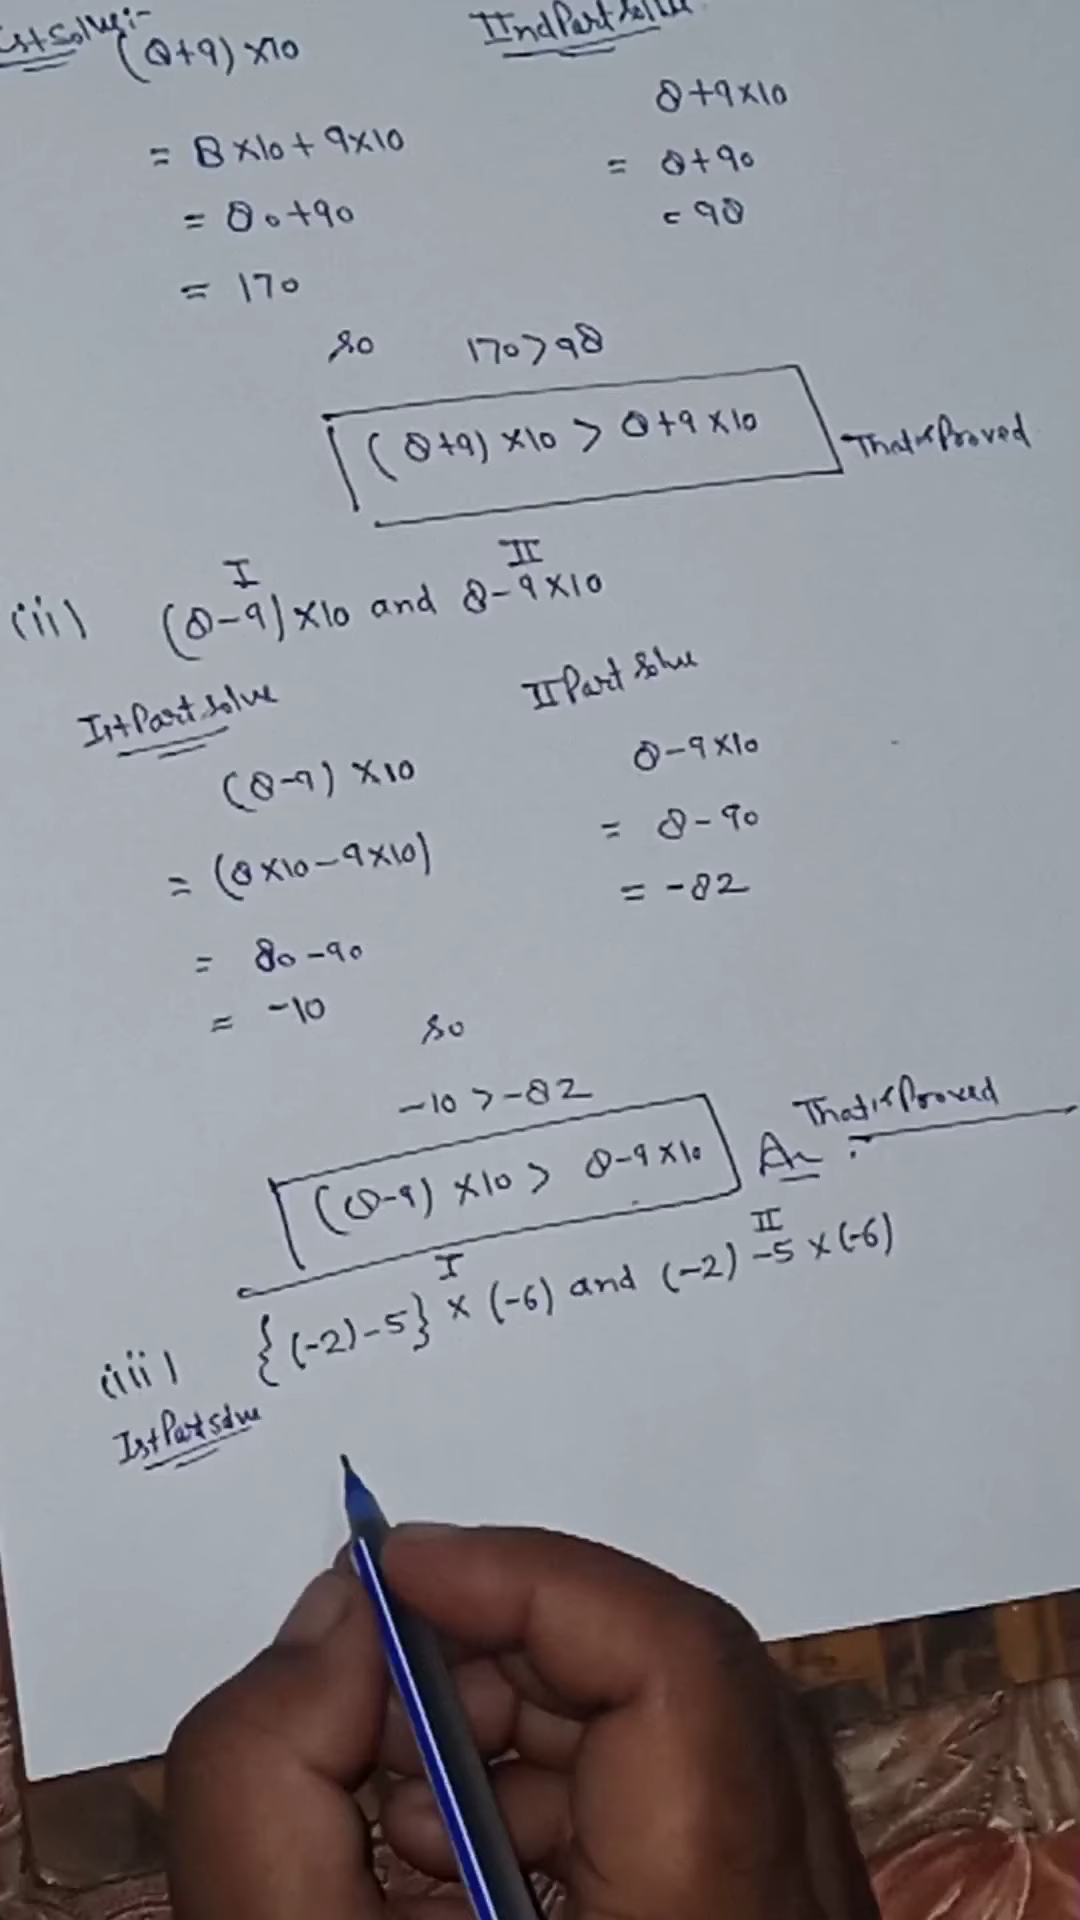 Ist Solve:-
(8+9) ×10
= 8×10+9×10
= 80+90
= 170
IInd Part Solve
8+9×10
= 8+90
= 98
so 170>98
(8+9) ×10 > 8+9×10 That is Proved
I II
(ii) (8-9)×10 and 8-9×10
Ist Part solve
(8-9) ×10
= (8×10-9×10)
= 80-90
= -10
II Part Solve
8-9×10
= 8-90
= -82
so
-10 >-82
(8-9) ×10 > 8-9×10 An That is Proved
I II
(iii) {(-2)-5} × (-6) and (-2) -5 × (-6)
Ist Part solve